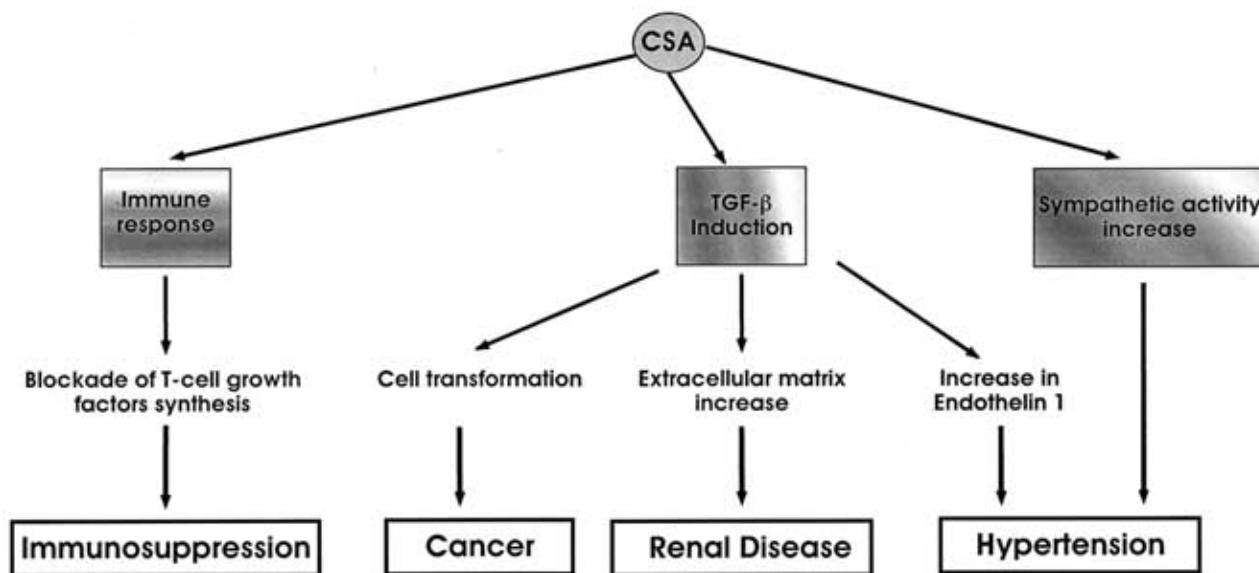 CSA
Immune
response
TGF-β
Induction
Sympathetic activity
increase
Blockade of T-cell growth
factors synthesis
Cell transformation
Extracellular matrix
increase
Increase in
Endothelin 1
Immunosuppression
Cancer
Renal Disease
Hypertension